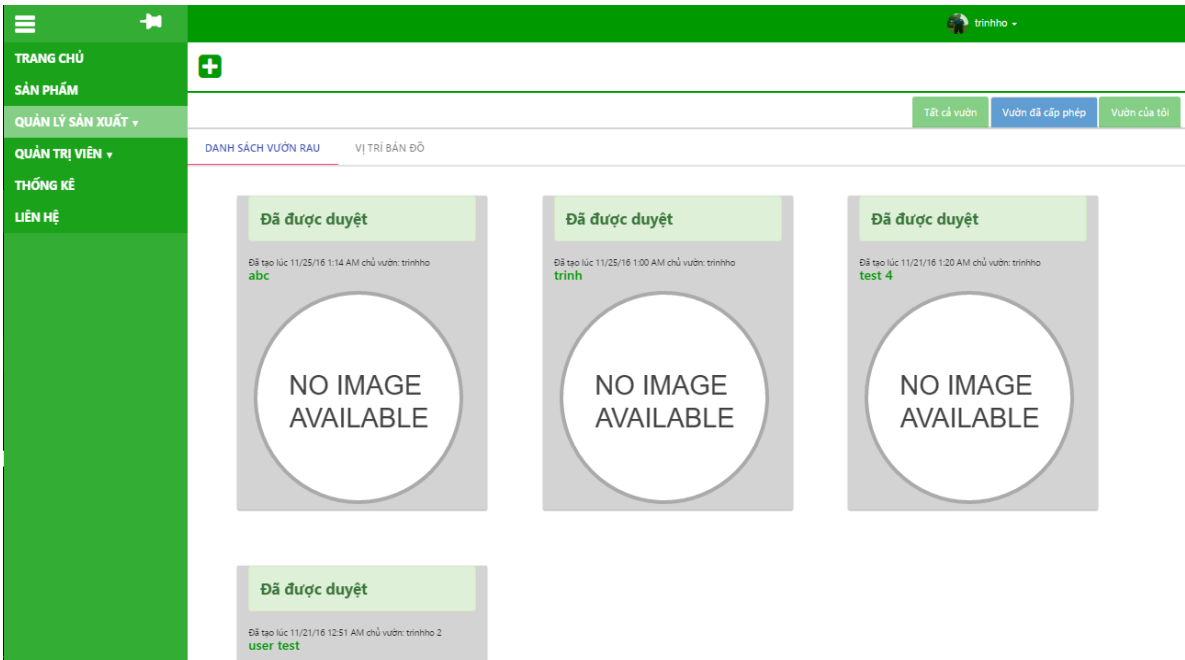 trinhho
TRANG CHỦ
SẢN PHẨM
QUẢN LÝ SẢN XUẤT
QUẢN TRỊ VIÊN
THỐNG KÊ
LIÊN HỆ
Tất cả vườn
Vườn đã cấp phép
Vườn của tôi
DANH SÁCH VƯỜN RAU
VỊ TRÍ BẢN ĐỒ
Đã được duyệt
Đã tạo lúc 11/25/16 1:14 AM chủ vườn: trinhho
abc
NO IMAGE
AVAILABLE
Đã được duyệt
Đã tạo lúc 11/25/16 1:00 AM chủ vườn: trinhho
trinh
NO IMAGE
AVAILABLE
Đã được duyệt
Đã tạo lúc 11/21/16 1:20 AM chủ vườn: trinhho
test 4
NO IMAGE
AVAILABLE
Đã được duyệt
Đã tạo lúc 11/21/16 12:51 AM chủ vườn: trinhho 2
user test